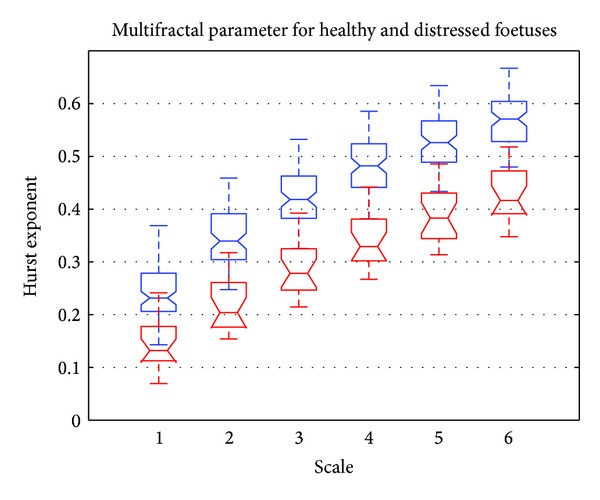 Multifractal parameter for healthy and distressed foetuses
Hurst exponent
0.6
0.5
0.4
0.3
0.2
0.1
0
1 2 3 4 5 6
Scale